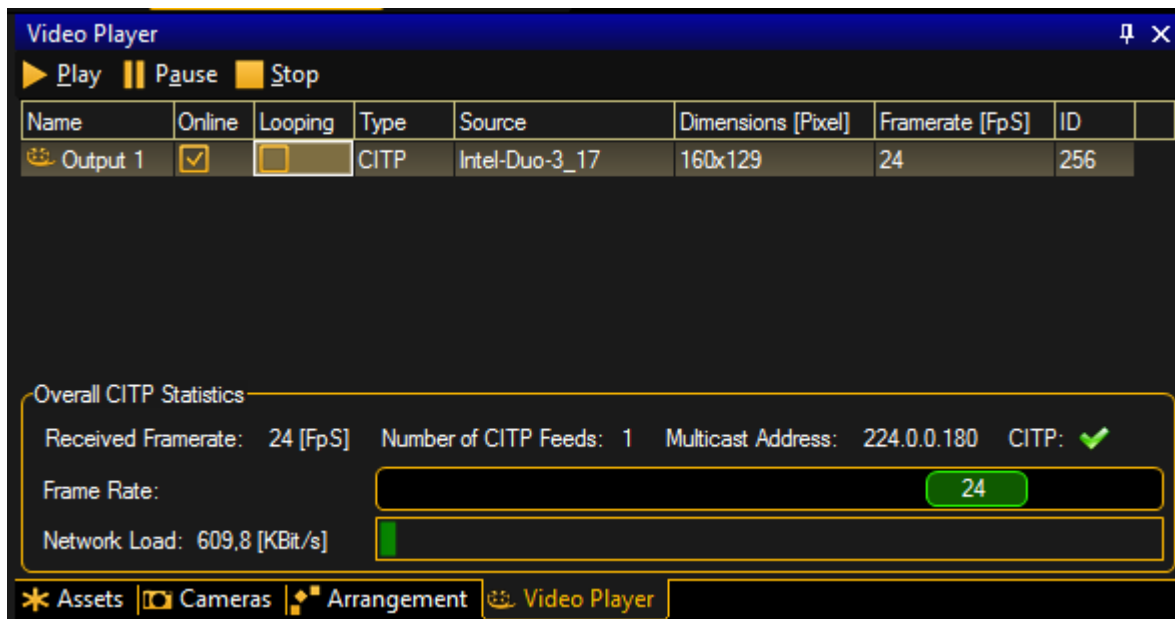 Video Player
Play Pause Stop
Name Online Looping Type Source Dimensions [Pixel] Framerate [FpS] ID
Output 1 CITP Intel-Duo-3_17 160x129 24 256
Overall CITP Statistics
Received Framerate: 24 [FpS] Number of CITP Feeds: 1 Multicast Address: 224.0.0.180 CITP:
Frame Rate: 24
Network Load: 609,8 [KBit/s]
Assets Cameras Arrangement Video Player